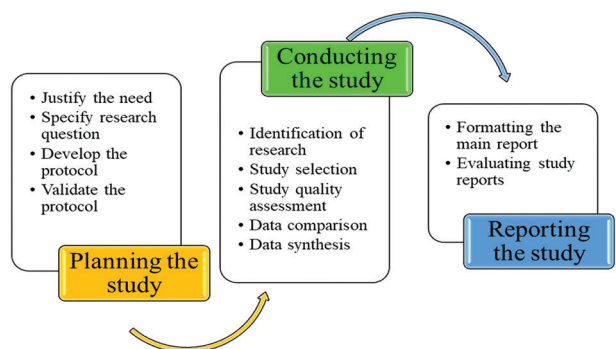 • Justify the need
• Specify research
question
• Develop the
protocol
• Validate the
protocol
Planning the
study
Conducting
the study
• Identification of
research
• Study selection
• Study quality
assessment
• Data comparison
• Data synthesis
• Formatting the
main report
• Evaluating study
reports
Reporting
the study